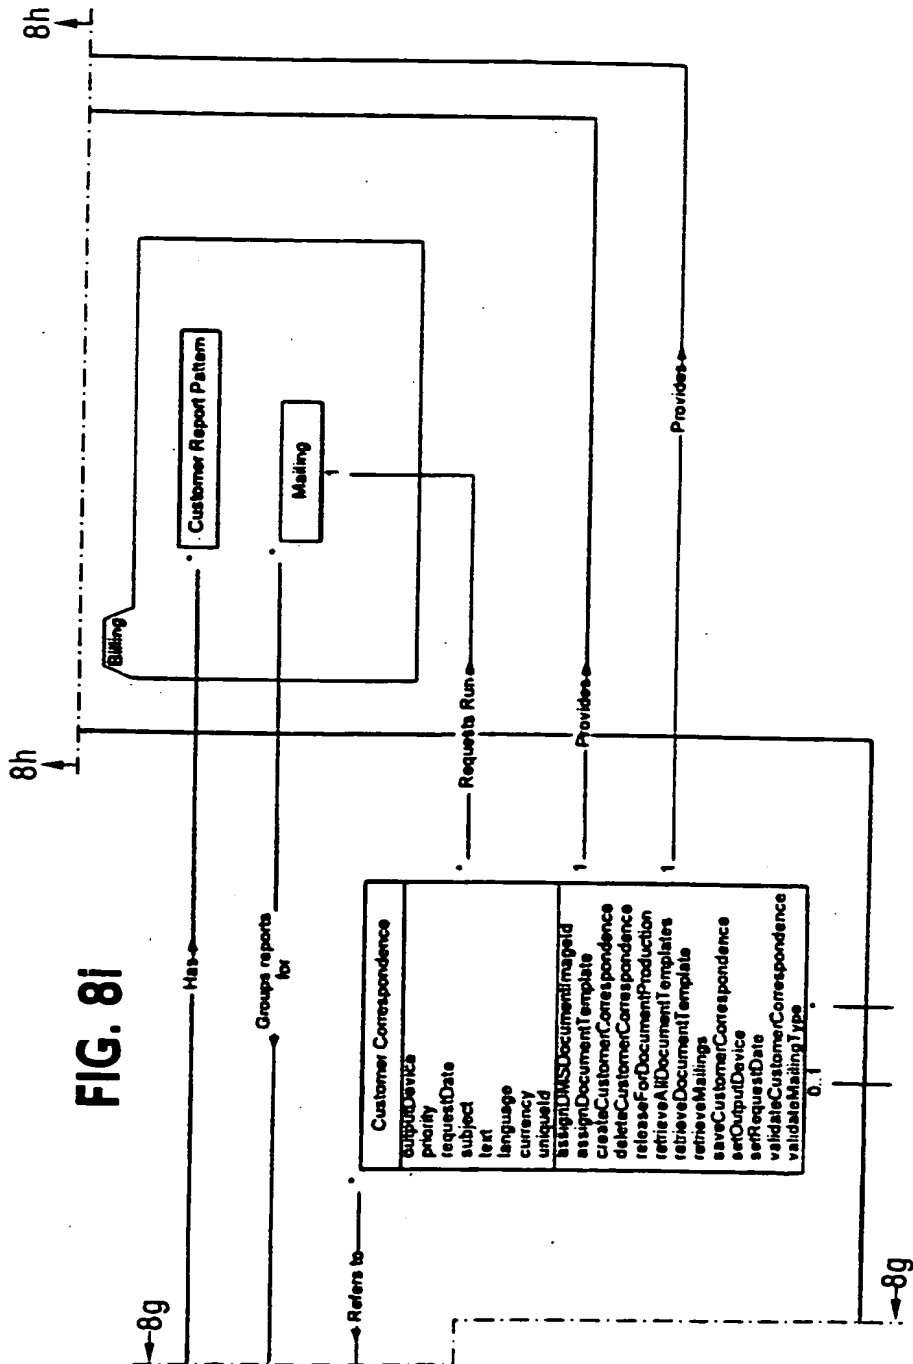 FIG. 8i
8h
8h
8g
8g
Has
Groups reports
for
Refers to
Billing
Customer Report Pattern
*
Mailing
*
1
Requests Run
*
Provides
1
Provides
1
*
Customer Correspondence
outputDevice
priority
requestDate
subject
text
language
currency
uniqueId
assignDMSDocumentImageId
assignDocumentTemplate
createCustomerCorrespondence
deleteCustomerCorrespondence
releaseForDocumentProduction
retrieveAllDocumentTemplates
retrieveDocumentTemplate
retrieveMailings
saveCustomerCorrespondence
setOutputDevice
setRequestDate
validateCustomerCorrespondence
validateMailingType
0..1
*